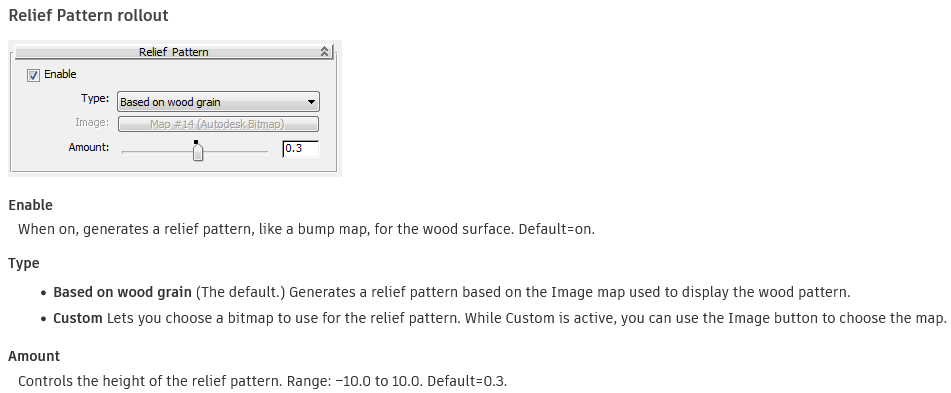 Relief Pattern rollout
Relief Pattern
Enable
Type: Based on wood grain
Image: Map #14 (Autodesk Bitmap)
Amount: 0.3
Enable
When on, generates a relief pattern, like a bump map, for the wood surface. Default=on.
Type
• Based on wood grain (The default.) Generates a relief pattern based on the Image map used to display the wood pattern.
• Custom Lets you choose a bitmap to use for the relief pattern. While Custom is active, you can use the Image button to choose the map.
Amount
Controls the height of the relief pattern. Range: −10.0 to 10.0. Default=0.3.